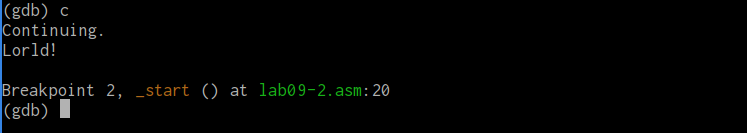 (gdb) c
Continuing.
Lorld!
Breakpoint 2, _start () at lab09-2.asm:20
(gdb)